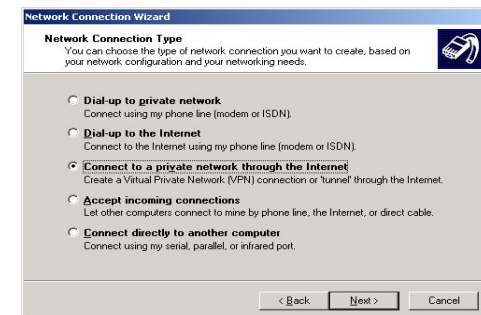 Network Connection Wizard
Network Connection Type
You can choose the type of network connection you want to create, based on
your network configuration and your networking needs.
Dial-up to private network
Connect using my phone line (modem or ISDN).
Dial-up to the Internet
Connect to the Internet using my phone line (modem or ISDN).
Connect to a private network through the Internet
Create a Virtual Private Network (VPN) connection or 'tunnel' through the Internet.
Accept incoming connections
Let other computers connect to mine by phone line, the Internet, or direct cable.
Connect directly to another computer
Connect using my serial, parallel, or infrared port.
< Back Next > Cancel